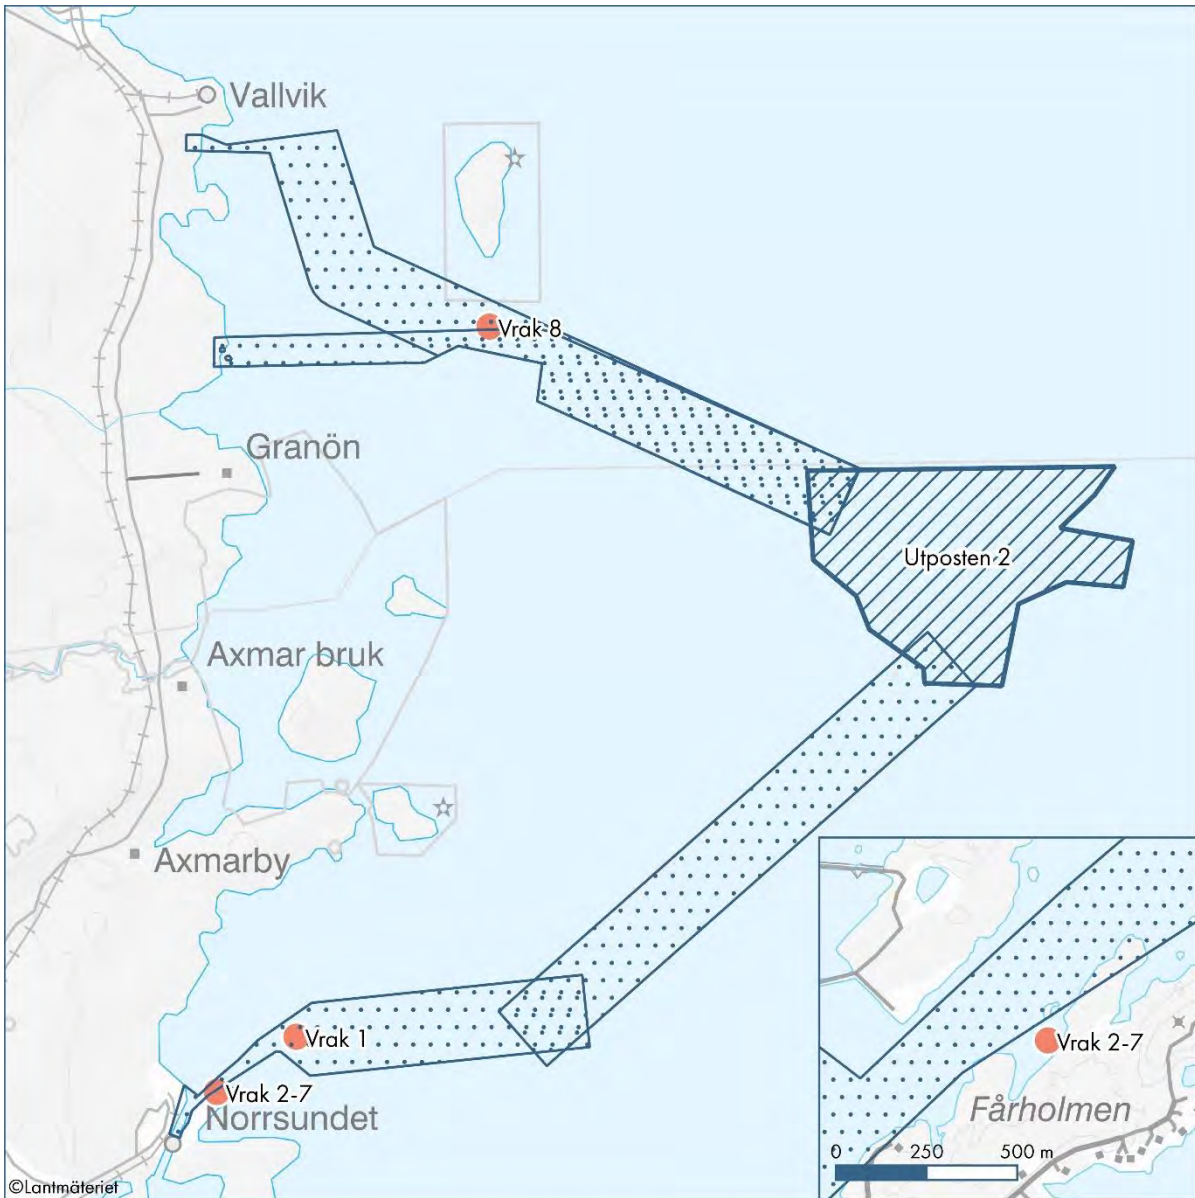 Vallvik
Vrak 8
Granön
Utposten 2
Axmar bruk
Axmarby
Vrak 1
Vrak 2-7
Norrsundet
Vrak 2-7
Fårholmen
0 250 500 m
©Lantmäteriet